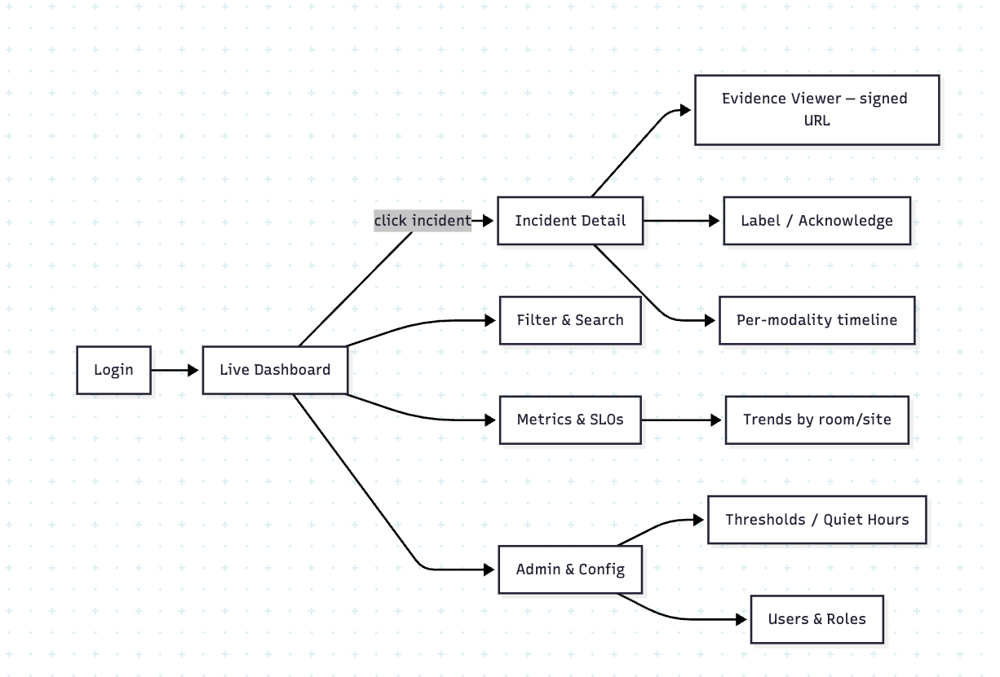 Evidence Viewer — signed
URL
click incident
Incident Detail
Label / Acknowledge
Filter & Search
Per-modality timeline
Login
Live Dashboard
Metrics & SLOs
Trends by room/site
Thresholds / Quiet Hours
Admin & Config
Users & Roles